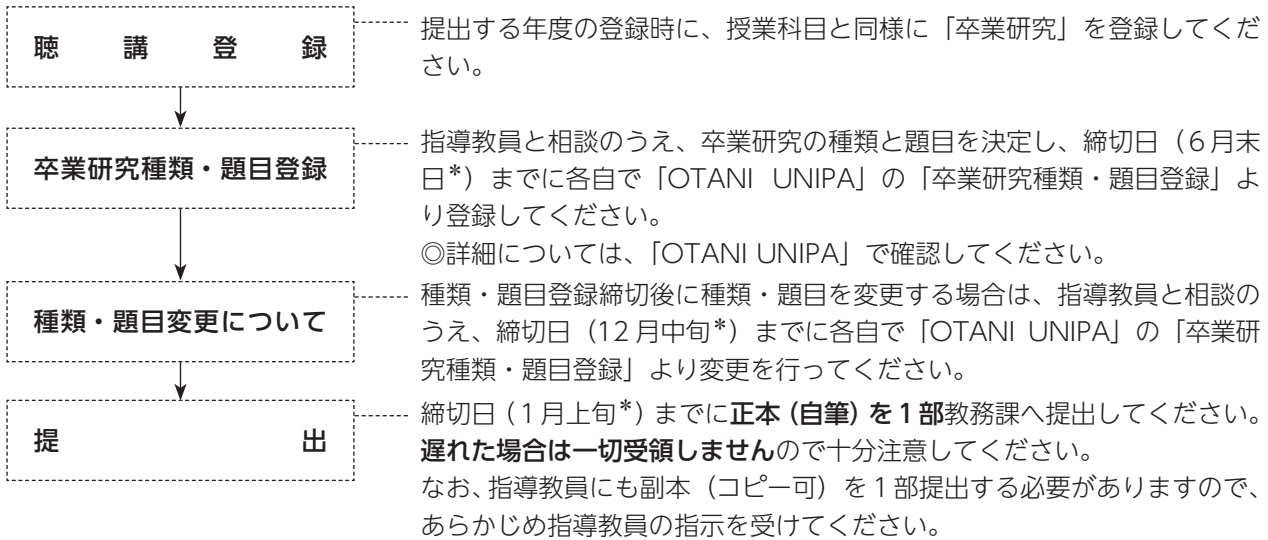 聴講登録
提出する年度の登録時に、授業科目と同様に「卒業研究」を登録してくだ
さい。
卒業研究種類・題目登録
指導教員と相談のうえ、卒業研究の種類と題目を決定し、締切日（6月末
日*）までに各自で「OTANI UNIPA」の「卒業研究種類・題目登録」よ
り登録してください。
◎詳細については、「OTANI UNIPA」で確認してください。
種類・題目変更について
種類・題目登録締切後に種類・題目を変更する場合は、指導教員と相談の
うえ、締切日（12月中旬*）までに各自で「OTANI UNIPA」の「卒業研
究種類・題目登録」より変更を行ってください。
提出
締切日（1月上旬*）までに正本（自筆）を1部教務課へ提出してください。
遅れた場合は一切受領しませんので十分注意してください。
なお、指導教員にも副本（コピー可）を1部提出する必要がありますので、
あらかじめ指導教員の指示を受けてください。